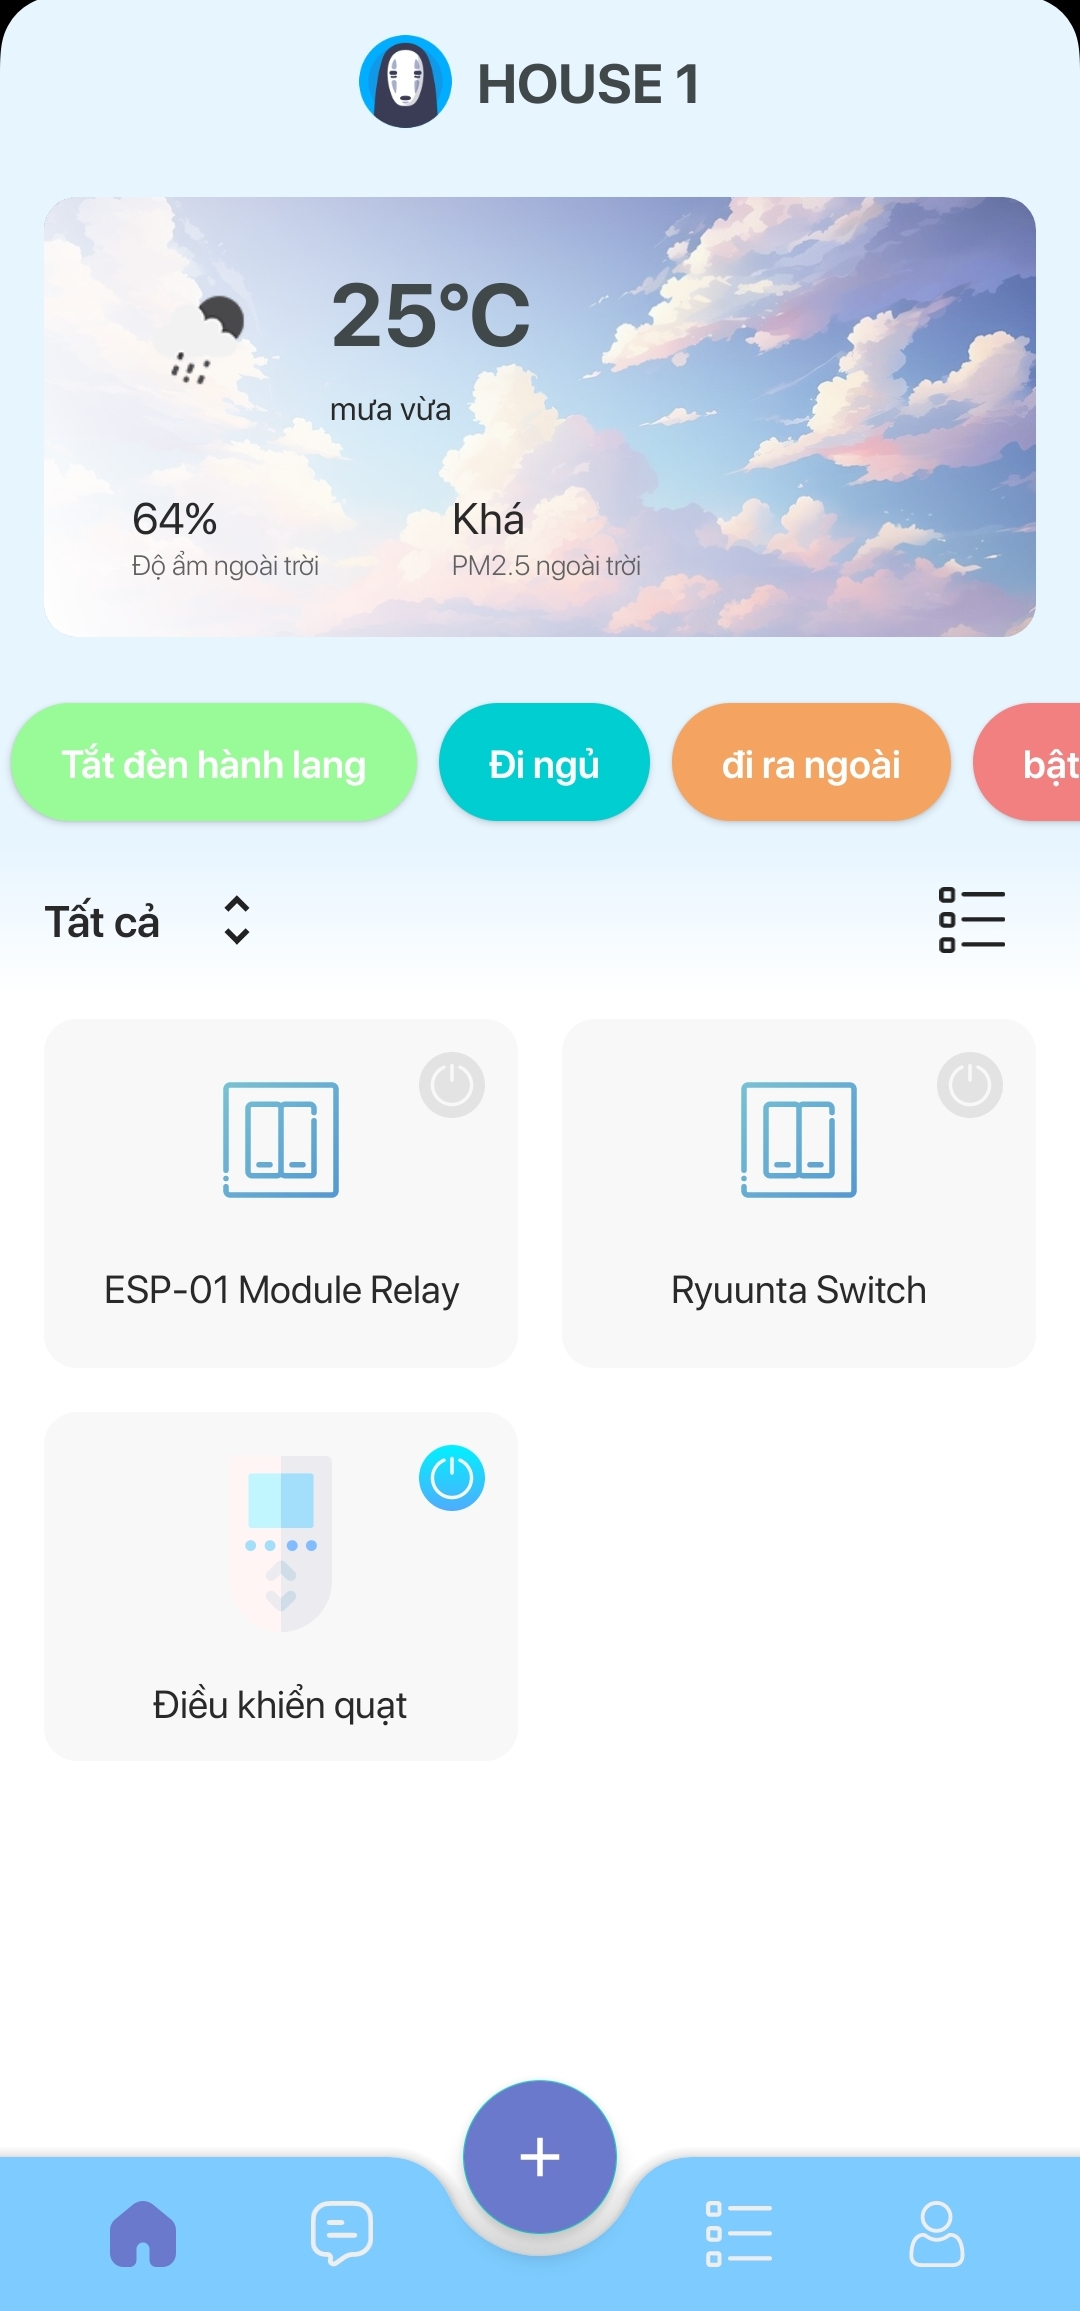 HOUSE 1
25°C
mưa vừa
64%
Khá
Độ ẩm ngoài trời
PM2.5 ngoài trời
Tắt đèn hành lang
Đi ngủ
đi ra ngoài
bật
Tất cả
ESP-01 Module Relay
Ryuunta Switch
Điều khiển quạt